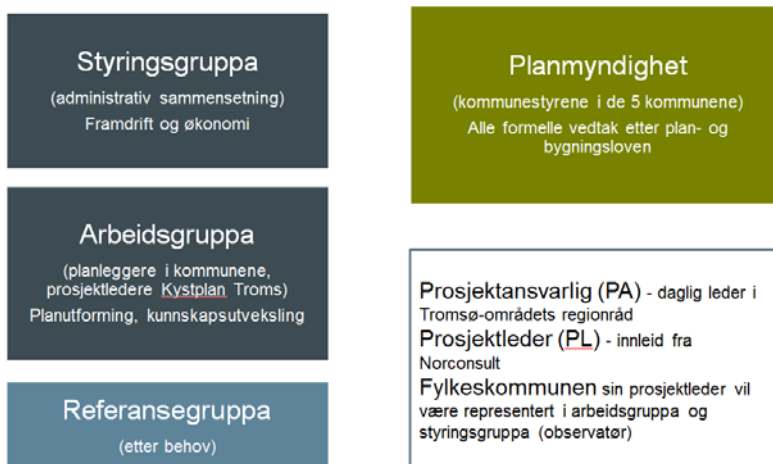 Styringsgruppa
(administrativ sammensetning)
Framdrift og økonomi
Arbeidsgruppa
(planleggere i kommunene,
prosjektledere Kystplan Troms)
Planutforming, kunnskapsutveksling
Referansegruppa
(etter behov)
Planmyndighet
(kommunestyrene i de 5 kommunene)
Alle formelle vedtak etter plan- og
bygningsloven
Prosjektansvarlig (PA) - daglig leder i
Tromsø-områdets regionråd
Prosjektleder (PL) - innleid fra
Norconsult
Fylkeskommunen sin prosjektleder vil
være representert i arbeidsgruppa og
styringsgruppa (observatør)